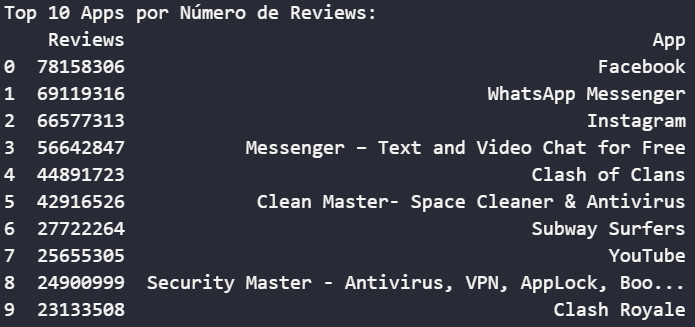 Top 10 Apps por Número de Reviews:
Reviews App
0 78158306 Facebook
1 69119316 WhatsApp Messenger
2 66577313 Instagram
3 56642847 Messenger – Text and Video Chat for Free
4 44891723 Clash of Clans
5 42916526 Clean Master- Space Cleaner & Antivirus
6 27722264 Subway Surfers
7 25655305 YouTube
8 24900999 Security Master - Antivirus, VPN, AppLock, Boo...
9 23133508 Clash Royale